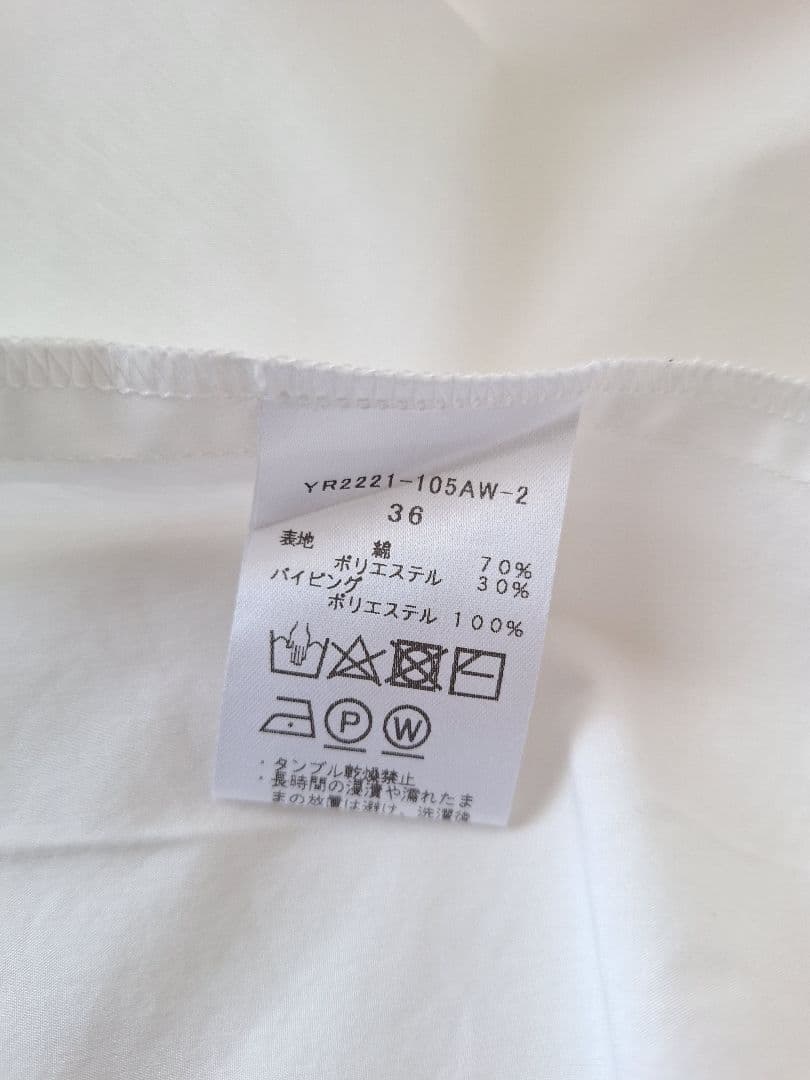 YR2221-105AW-2
36
表地 綿 70%
ポリエステル 30%
パイピング
ポリエステル 100%
P W
・タンブル乾燥禁止
・長時間の浸漬や濡れたま
まの放置は避け、洗濯後